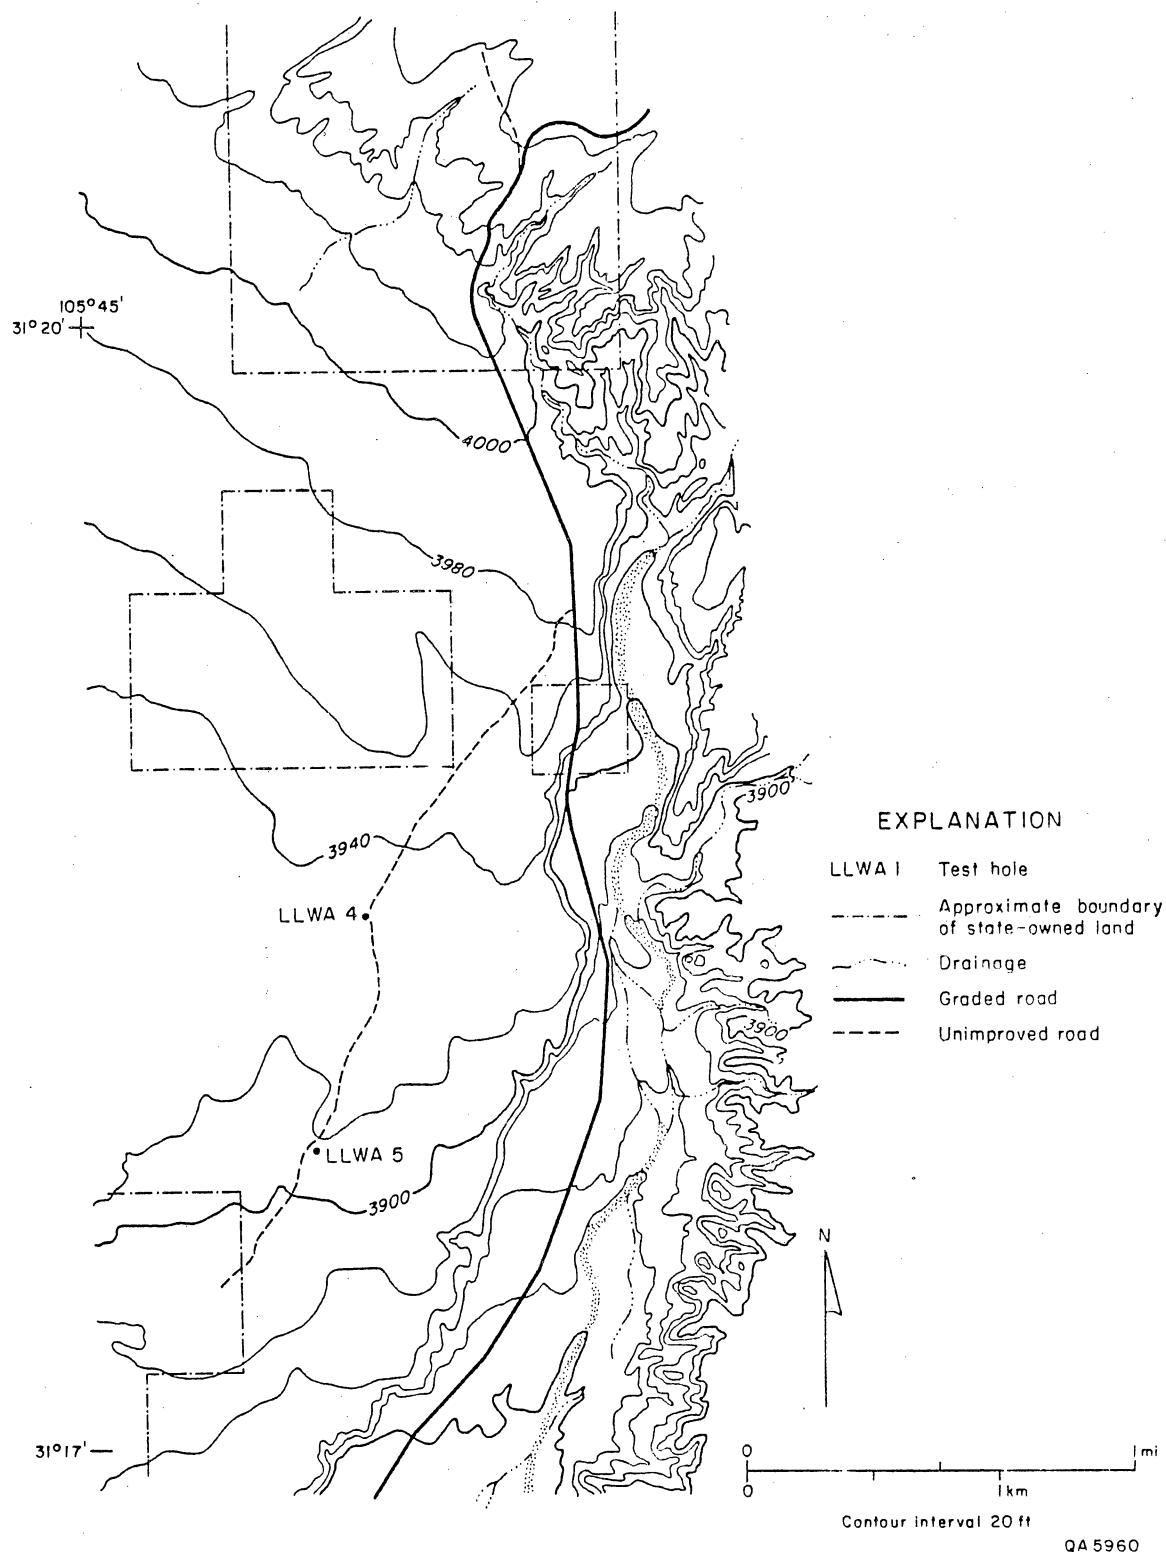 105°45'
31°20'
4000
3980
3900
3940
EXPLANATION
LLWA 1 Test hole
Approximate boundary
of state-owned land
Drainage
Graded road
Unimproved road
LLWA 4
3900
LLWA 5
3900
N
31°17'
0 1 mi
0 1 km
Contour interval 20 ft
QA 5960